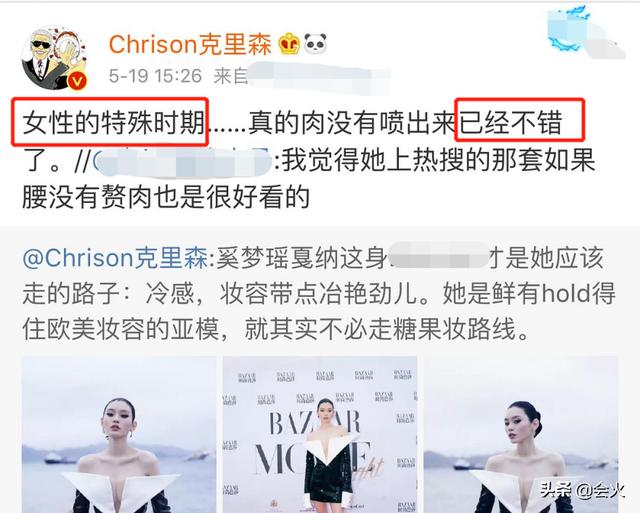 Chrison克里森
5-19 15:26 来自
女性的特殊时期……真的肉没有喷出来已经不错
了。//@:我觉得她上热搜的那套如果
腰没有赘肉也是很好看的
@Chrison克里森:奚梦瑶戛纳这身才是她应该
走的路子：冷感，妆容带点冶艳劲儿。她是鲜有hold得
住欧美妆容的亚模，就其实不必走糖果妆路线。
BAZAAR
头条 @会火